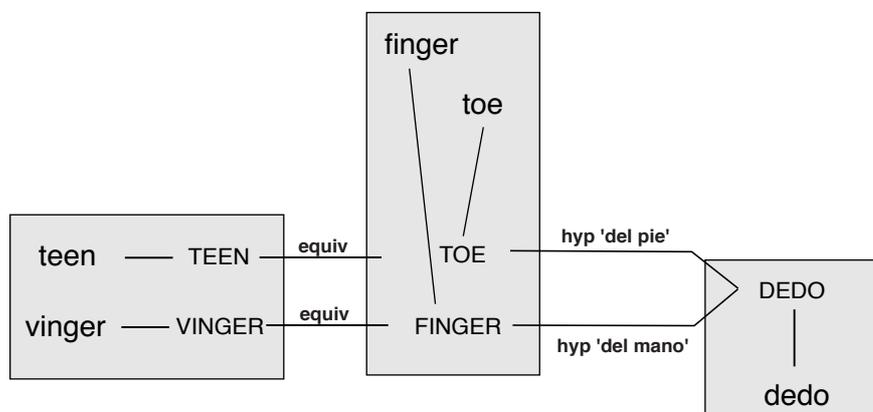 finger
toe
teen TEEN equiv TOE hyp 'del pie'
DEDO
vinger VINGER equiv FINGER hyp 'del mano'
dedo